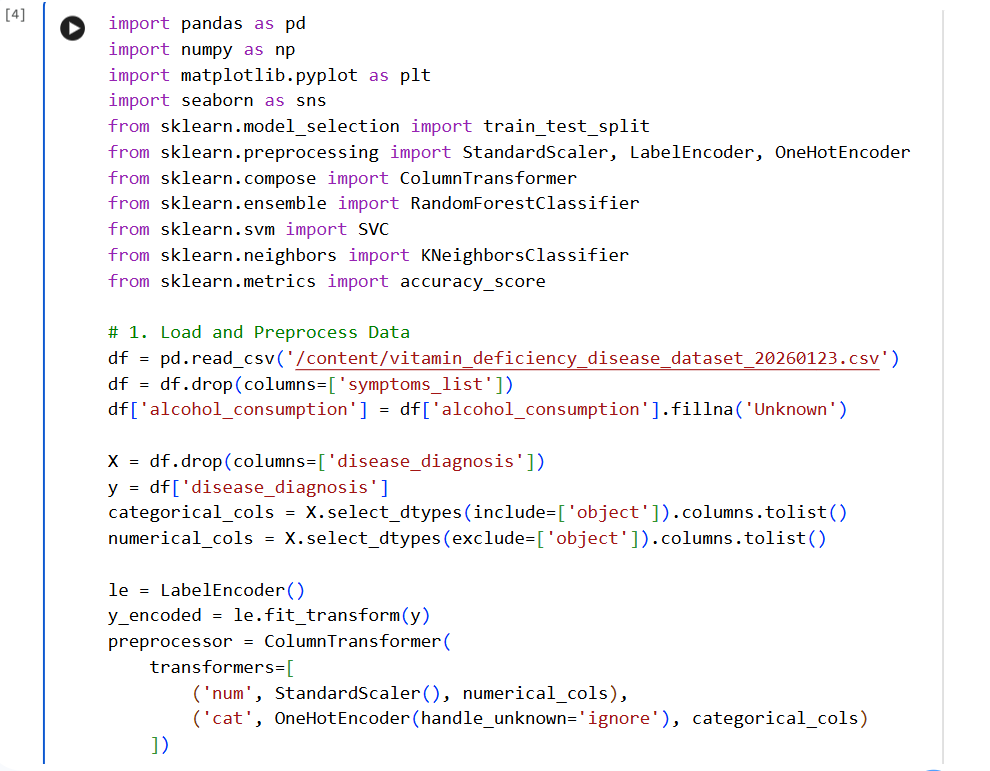 [4]
import pandas as pd
import numpy as np
import matplotlib.pyplot as plt
import seaborn as sns
from sklearn.model_selection import train_test_split
from sklearn.preprocessing import StandardScaler, LabelEncoder, OneHotEncoder
from sklearn.compose import ColumnTransformer
from sklearn.ensemble import RandomForestClassifier
from sklearn.svm import SVC
from sklearn.neighbors import KNeighborsClassifier
from sklearn.metrics import accuracy_score

# 1. Load and Preprocess Data
df = pd.read_csv('/content/vitamin_deficiency_disease_dataset_20260123.csv')
df = df.drop(columns=['symptoms_list'])
df['alcohol_consumption'] = df['alcohol_consumption'].fillna('Unknown')

X = df.drop(columns=['disease_diagnosis'])
y = df['disease_diagnosis']
categorical_cols = X.select_dtypes(include=['object']).columns.tolist()
numerical_cols = X.select_dtypes(exclude=['object']).columns.tolist()

le = LabelEncoder()
y_encoded = le.fit_transform(y)
preprocessor = ColumnTransformer(
    transformers=[
        ('num', StandardScaler(), numerical_cols),
        ('cat', OneHotEncoder(handle_unknown='ignore'), categorical_cols)
    ])